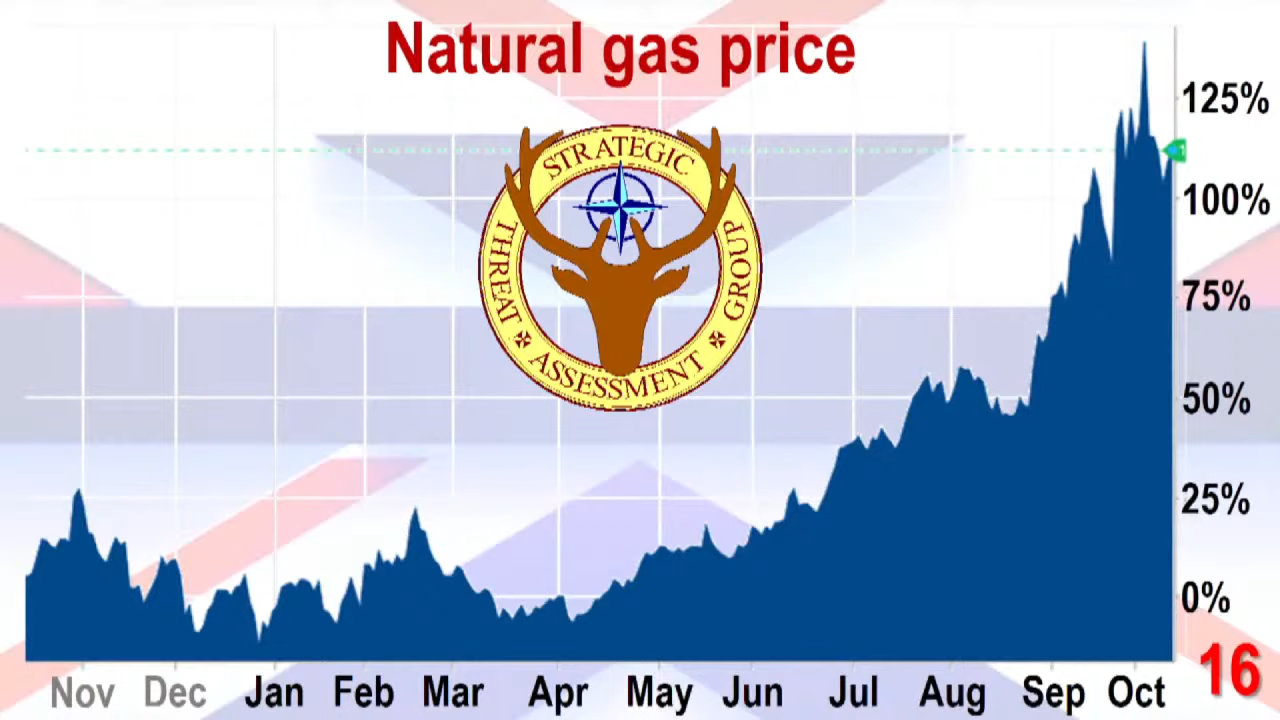 Natural gas price
STRATEGIC
THREAT
GROUP
ASSESSMENT
125%
100%
75%
50%
25%
0%
Nov Dec Jan Feb Mar Apr May Jun Jul Aug Sep Oct
16